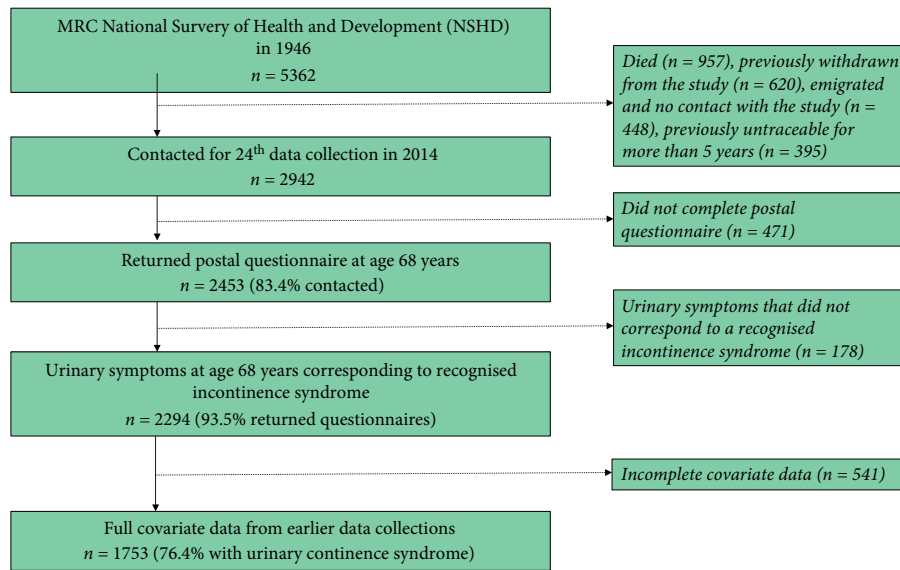 MRC National Survery of Health and Development (NSHD)
in 1946
n = 5362
Died (n = 957), previously withdrawn
from the study (n = 620), emigrated
and no contact with the study (n =
448), previously untraceable for
more than 5 years (n = 395)
Contacted for 24th data collection in 2014
n = 2942
Did not complete postal
questionnaire (n = 471)
Returned postal questionnaire at age 68 years
n = 2453 (83.4% contacted)
Urinary symptoms that did not
correspond to a recognised
incontinence syndrome (n = 178)
Urinary symptoms at age 68 years corresponding to recognised
incontinence syndrome
n = 2294 (93.5% returned questionnaires)
Incomplete covariate data (n = 541)
Full covariate data from earlier data collections
n = 1753 (76.4% with urinary continence syndrome)